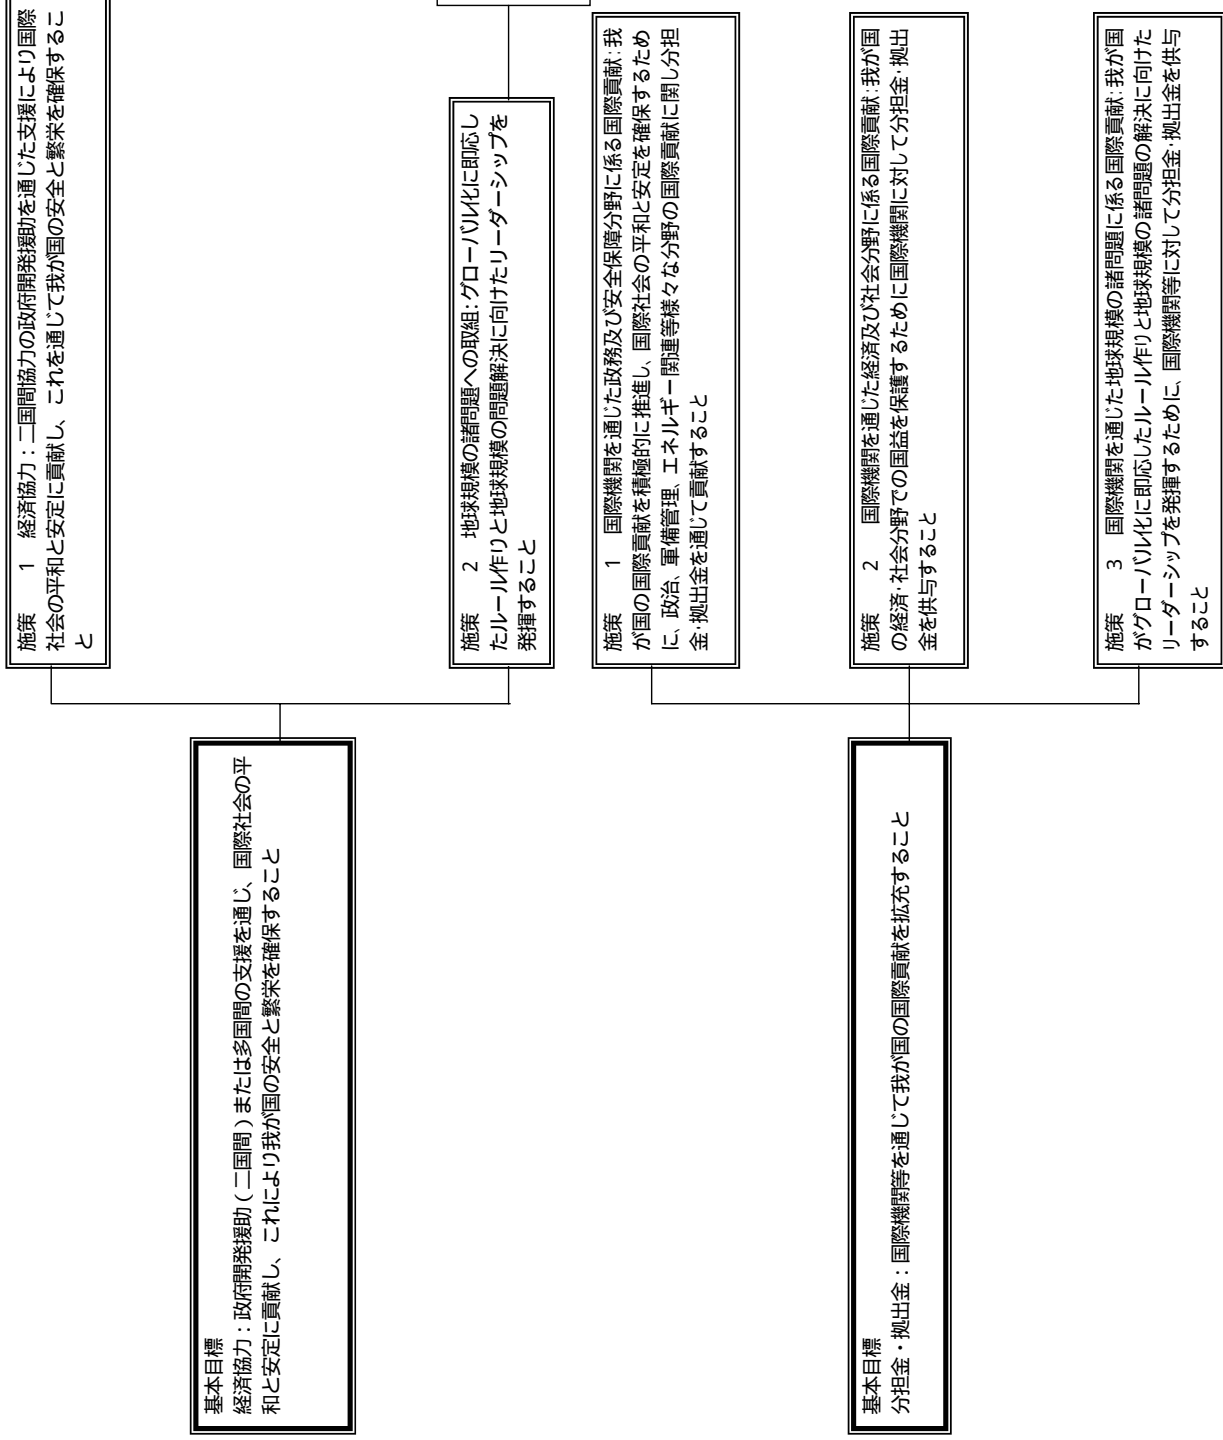 基本目標
経済協力：政府開発援助（二国間）または多国間の支援を通じ、国際社会の平
和と安定に貢献し、これにより我が国の安全と繁栄を確保すること
施策　1　経済協力：二国間協力の政府開発援助を通じた支援により国際
社会の平和と安定に貢献し、これを通じて我が国の安全と繁栄を確保するこ
と
施策　2　地球規模の諸問題への取組：グローバル化に即応し
たルール作りと地球規模の問題解決に向けたリーダーシップを
発揮すること
基本目標
分担金・拠出金：国際機関等を通じて我が国の国際貢献を拡充すること
施策　1　国際機関を通じた政務及び安全保障分野に係る国際貢献：我
が国の国際貢献を積極的に推進し、国際社会の平和と安定を確保するため
に、政治、軍備管理、エネルギー関連等様々な分野の国際貢献に関し分担
金・拠出金を通じて貢献すること
施策　2　国際機関を通じた経済及び社会分野に係る国際貢献：我が国
の経済・社会分野での国益を保護するために国際機関に対して分担金・拠出
金を供与すること
施策　3　国際機関を通じた地球規模の諸問題に係る国際貢献：我が国
がグローバル化に即応したルール作りと地球規模の諸問題の解決に向けた
リーダーシップを発揮するために、国際機関等に対して分担金・拠出金を供与
すること